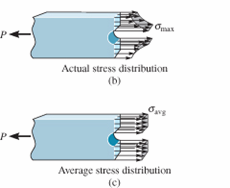 P
σmax
Actual stress distribution
(b)
σavg
P
Average stress distribution
(c)